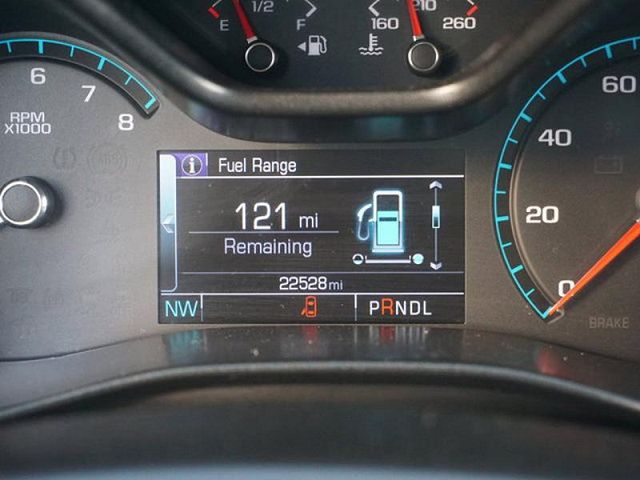 1/2
E F
160 210 260
6
7
8
RPM
X1000
i Fuel Range
121 mi
Remaining
22528mi
NW PRNDL
60
40
20
0
BRAKE